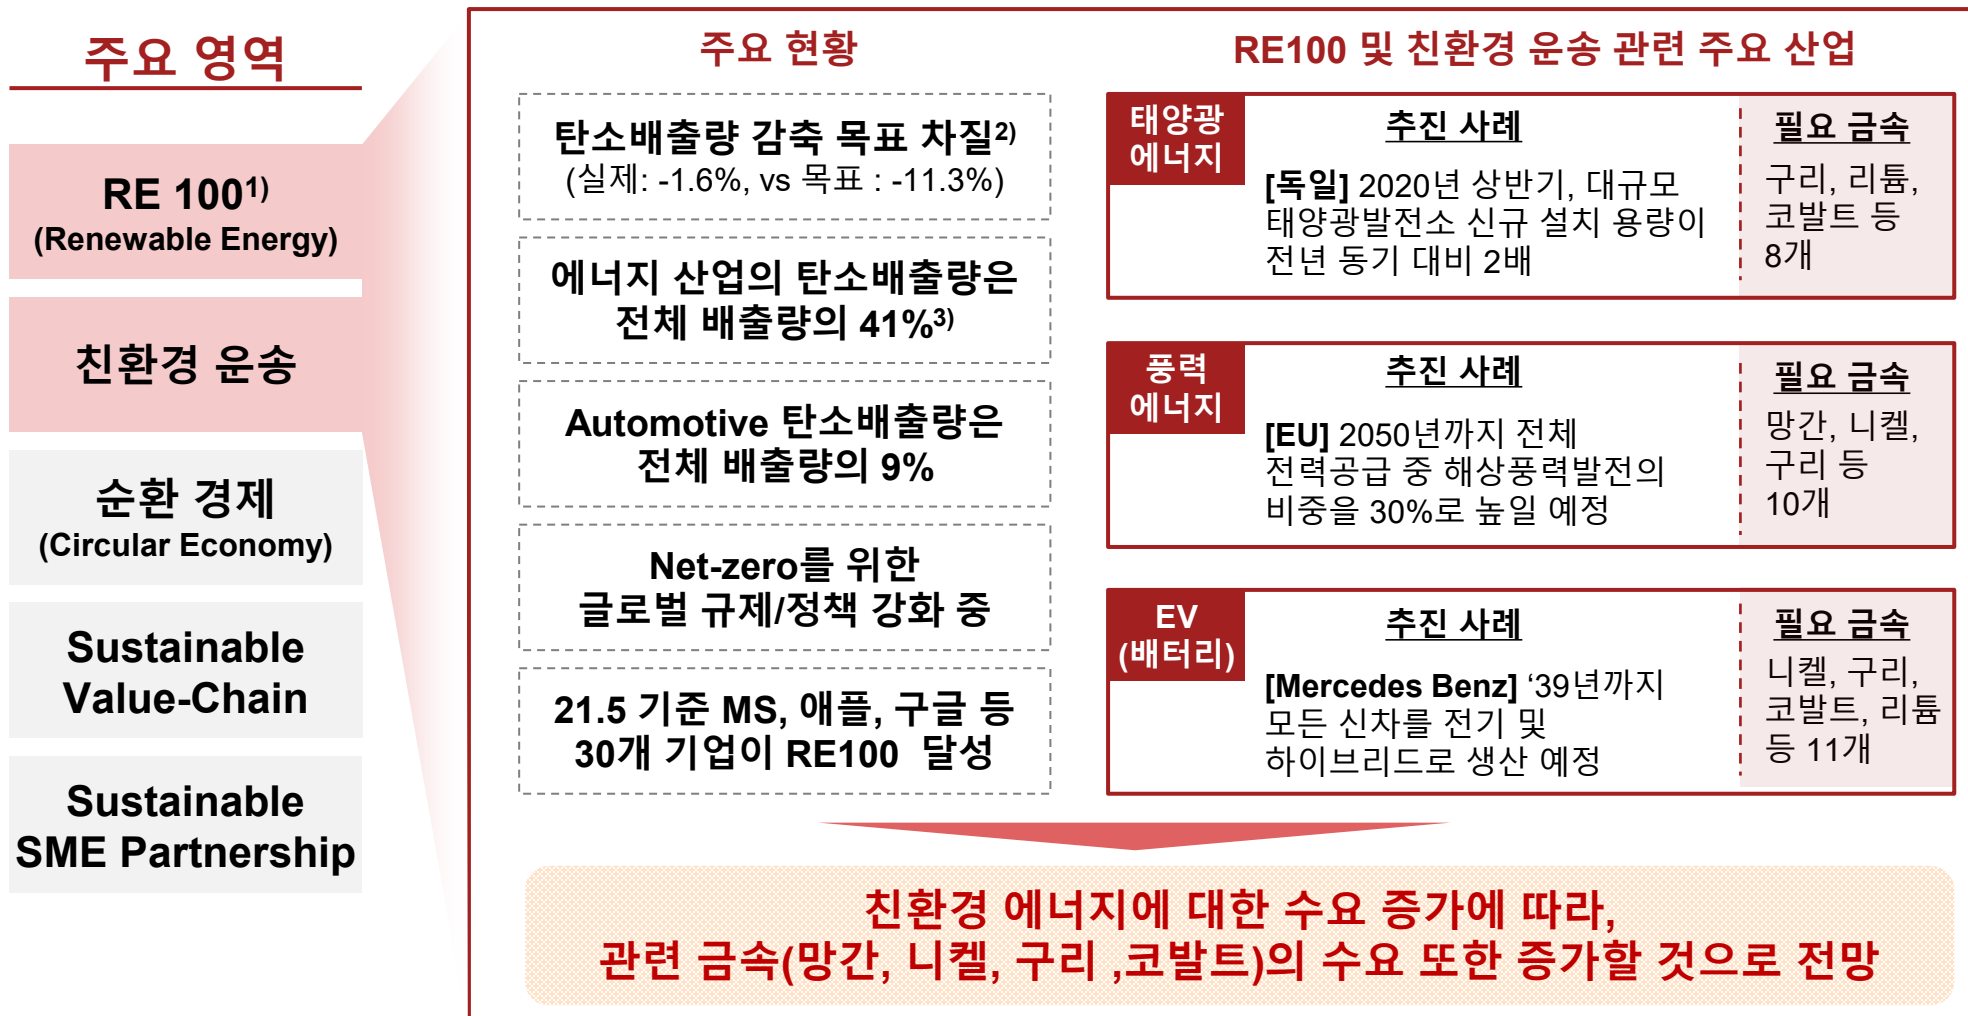 주요 영역
RE 1001)
(Renewable Energy)
친환경 운송
순환 경제
(Circular Economy)
Sustainable
Value-Chain
Sustainable
SME Partnership
주요 현황
탄소배출량 감축 목표 차질2)
(실제: -1.6%, vs 목표 : -11.3%)
에너지 산업의 탄소배출량은
전체 배출량의 41%3)
Automotive 탄소배출량은
전체 배출량의 9%
Net-zero를 위한
글로벌 규제/정책 강화 중
21.5 기준 MS, 애플, 구글 등
30개 기업이 RE100 달성
RE100 및 친환경 운송 관련 주요 산업
태양광
에너지
추진 사례
[독일] 2020년 상반기, 대규모
태양광발전소 신규 설치 용량이
전년 동기 대비 2배
필요 금속
구리, 리튬,
코발트 등
8개
풍력
에너지
추진 사례
[EU] 2050년까지 전체
전력공급 중 해상풍력발전의
비중을 30%로 높일 예정
필요 금속
망간, 니켈,
구리 등
10개
EV
(배터리)
추진 사례
[Mercedes Benz] ‘39년까지
모든 신차를 전기 및
하이브리드로 생산 예정
필요 금속
니켈, 구리,
코발트, 리튬
등 11개
친환경 에너지에 대한 수요 증가에 따라,
관련 금속(망간, 니켈, 구리 ,코발트)의 수요 또한 증가할 것으로 전망